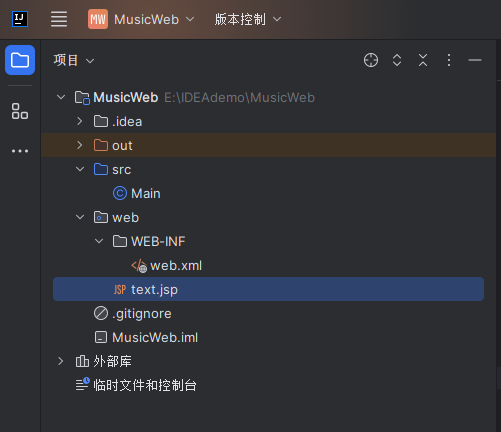 IJ MW MusicWeb 版本控制
项目
MusicWeb E:\IDEAdemo\MusicWeb
.idea
out
src
C Main
web
WEB-INF
</> web.xml
JSP text.jsp
.gitignore
MusicWeb.iml
外部库
临时文件和控制台